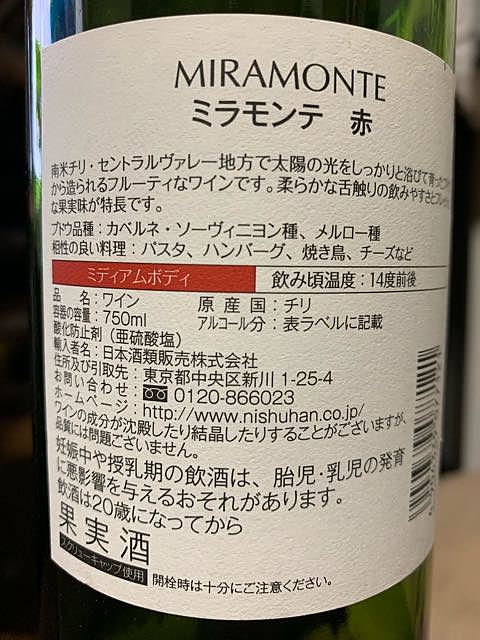 MIRAMONTE
ミラモンテ 赤
南米チリ・セントラルヴァレー地方で太陽の光をしっかりと浴びて育った
から造られるフルーティなワインです。柔らかな舌触りの飲みやすさと
な果実味が特長です。
ブドウ品種：カベルネ・ソーヴィニヨン種、メルロー種
相性の良い料理：パスタ、ハンバーグ、焼き鳥、チーズなど
ミディアムボディ 飲み頃温度：14度前後
品 名：ワイン 原 産 国：チリ
容器の容量：750ml アルコール分：表ラベルに記載
酸化防止剤（亜硫酸塩）
輸入者名：日本酒類販売株式会社
住所及び引取先：東京都中央区新川 1-25-4
お問い合わせ：0120-866023
ホームページ：http://www.nishuhan.co.jp/
ワインの成分が沈殿したり結晶したりすることがございますが、
品質には問題ございません。
妊娠中や授乳期の飲酒は、胎児・乳児の発育
に悪影響を与えるおそれがあります。
飲酒は20歳になってから
果実酒
スクリューキャップ使用 開栓時は十分にご注意ください。